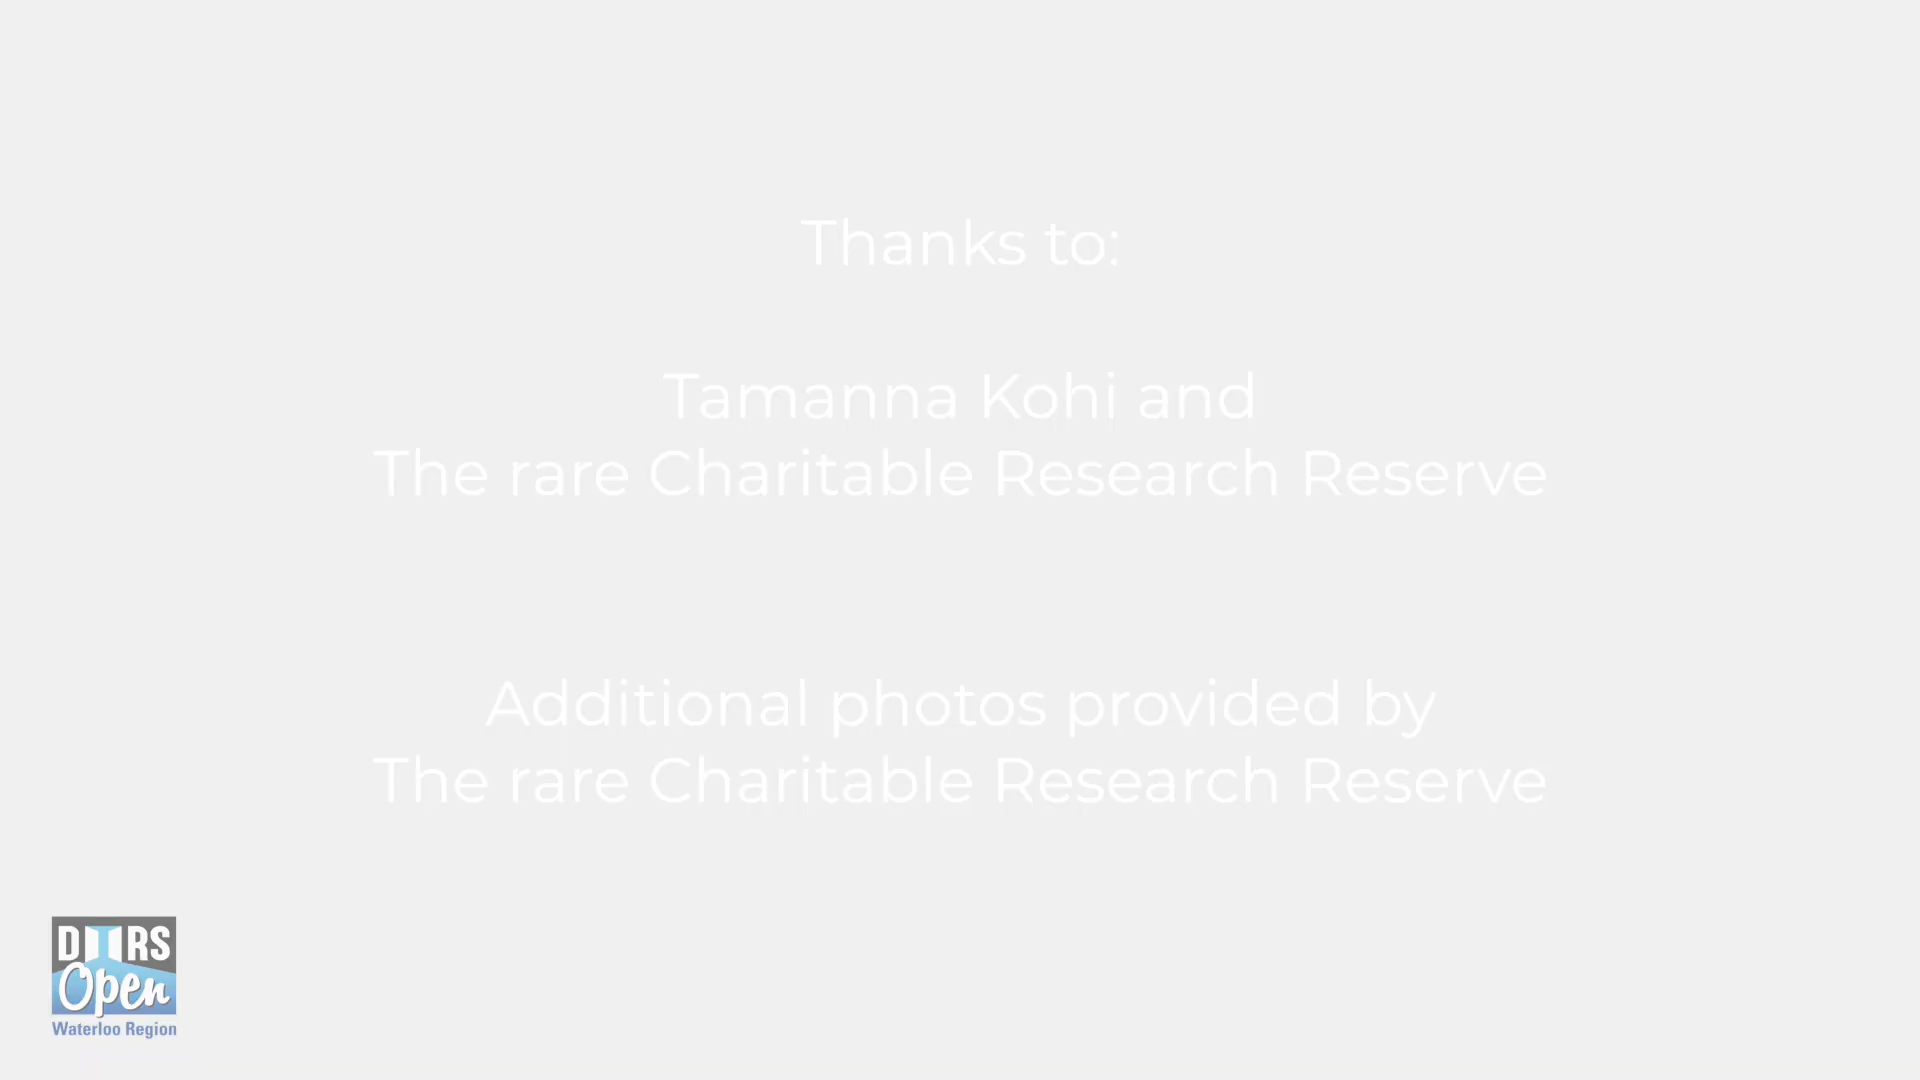 Thanks to:
Tamanna Kohi and
The rare Charitable Research Reserve
Additional photos provided by
The rare Charitable Research Reserve
DOORS
Open
Waterloo Region